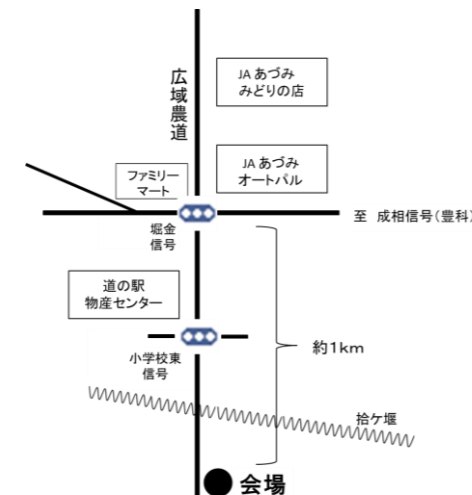 広域農道
JA あづみ
みどりの店
JA あづみ
オートパル
ファミリー
マート
至 成相信号(豊科)
堀金
信号
道の駅
物産センター
約1km
小学校東
信号
拾ケ堰
会場